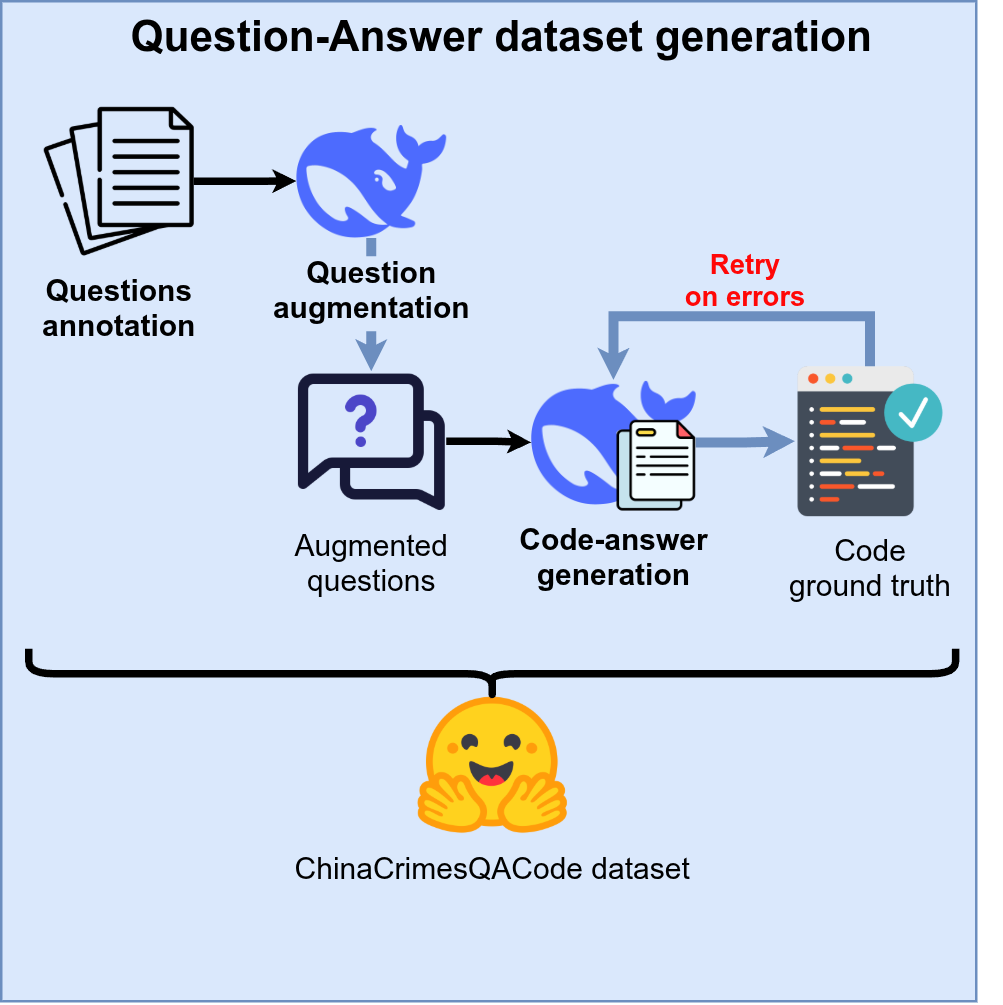 Question-Answer dataset generation
Questions
annotation
Question
augmentation
Retry
on errors
?
Augmented
questions
Code-answer
generation
Code
ground truth
ChinaCrimesQACode dataset